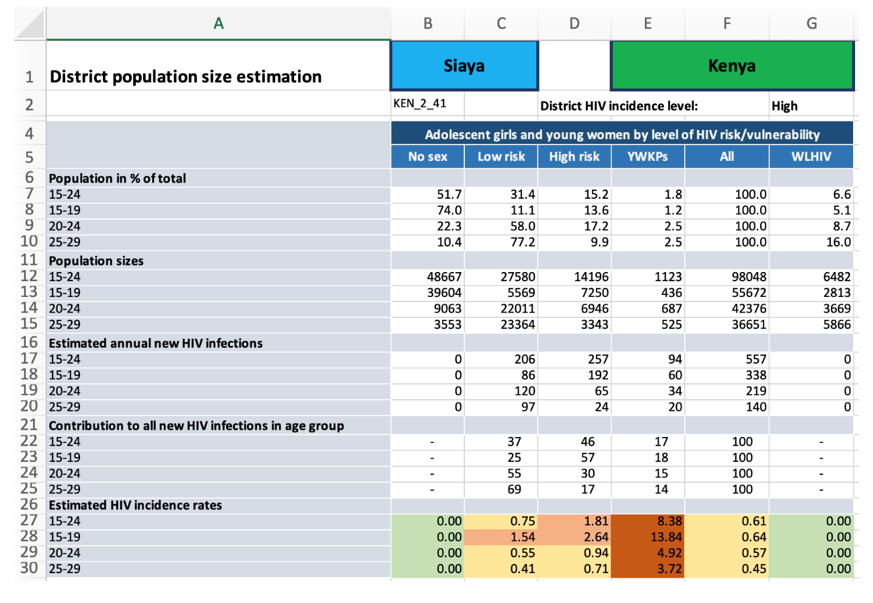 A B C D E F G
1 District population size estimation Siaya Kenya
2 KEN_2_41 District HIV incidence level: High
4 Adolescent girls and young women by level of HIV risk/vulnerability
5 No sex Low risk High risk YWKPs All WLHIV
6 Population in % of total
7 15-24 51.7 31.4 15.2 1.8 100.0 6.6
8 15-19 74.0 11.1 13.6 1.2 100.0 5.1
9 20-24 22.3 58.0 17.2 2.5 100.0 8.7
10 25-29 10.4 77.2 9.9 2.5 100.0 16.0
11 Population sizes
12 15-24 48667 27580 14196 1123 98048 6482
13 15-19 39604 5569 7250 436 55672 2813
14 20-24 9063 22011 6946 687 42376 3669
15 25-29 3553 23364 3343 525 36651 5866
16 Estimated annual new HIV infections
17 15-24 0 206 257 94 557 0
18 15-19 0 86 192 60 338 0
19 20-24 0 120 65 34 219 0
20 25-29 0 97 24 20 140 0
21 Contribution to all new HIV infections in age group
22 15-24 - 37 46 17 100 -
23 15-19 - 25 57 18 100 -
24 20-24 - 55 30 15 100 -
25 25-29 - 69 17 14 100 -
26 Estimated HIV incidence rates
27 15-24 0.00 0.75 1.81 8.38 0.61 0.00
28 15-19 0.00 1.54 2.64 13.84 0.64 0.00
29 20-24 0.00 0.55 0.94 4.92 0.57 0.00
30 25-29 0.00 0.41 0.71 3.72 0.45 0.00